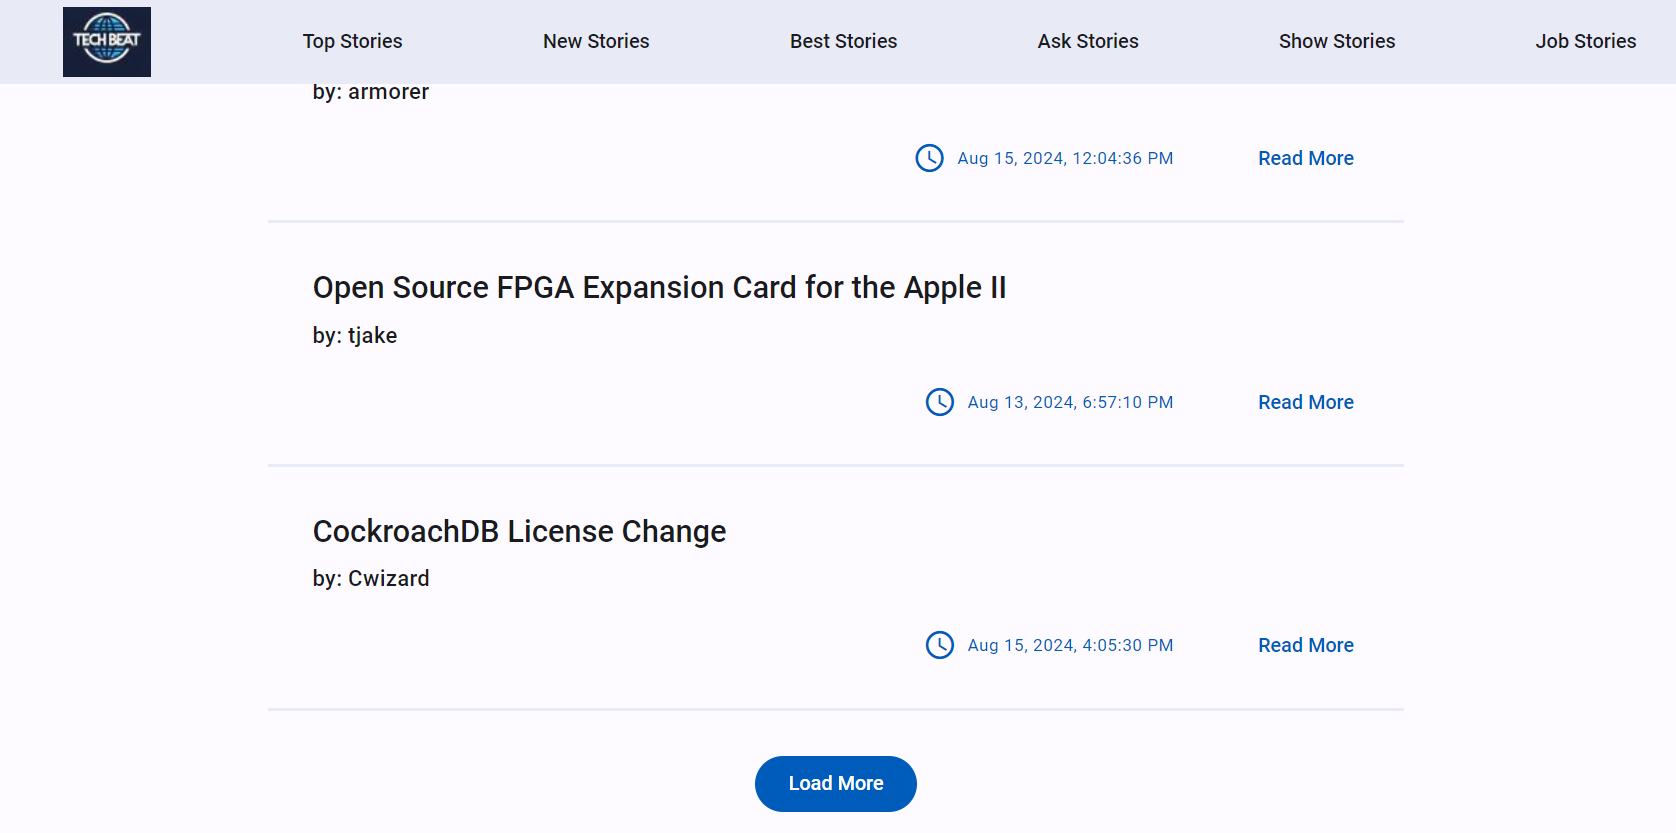 TECH BEAT
Top Stories
New Stories
Best Stories
Ask Stories
Show Stories
Job Stories
by: armorer
Aug 15, 2024, 12:04:36 PM
Read More
Open Source FPGA Expansion Card for the Apple II
by: tjake
Aug 13, 2024, 6:57:10 PM
Read More
CockroachDB License Change
by: Cwizard
Aug 15, 2024, 4:05:30 PM
Read More
Load More